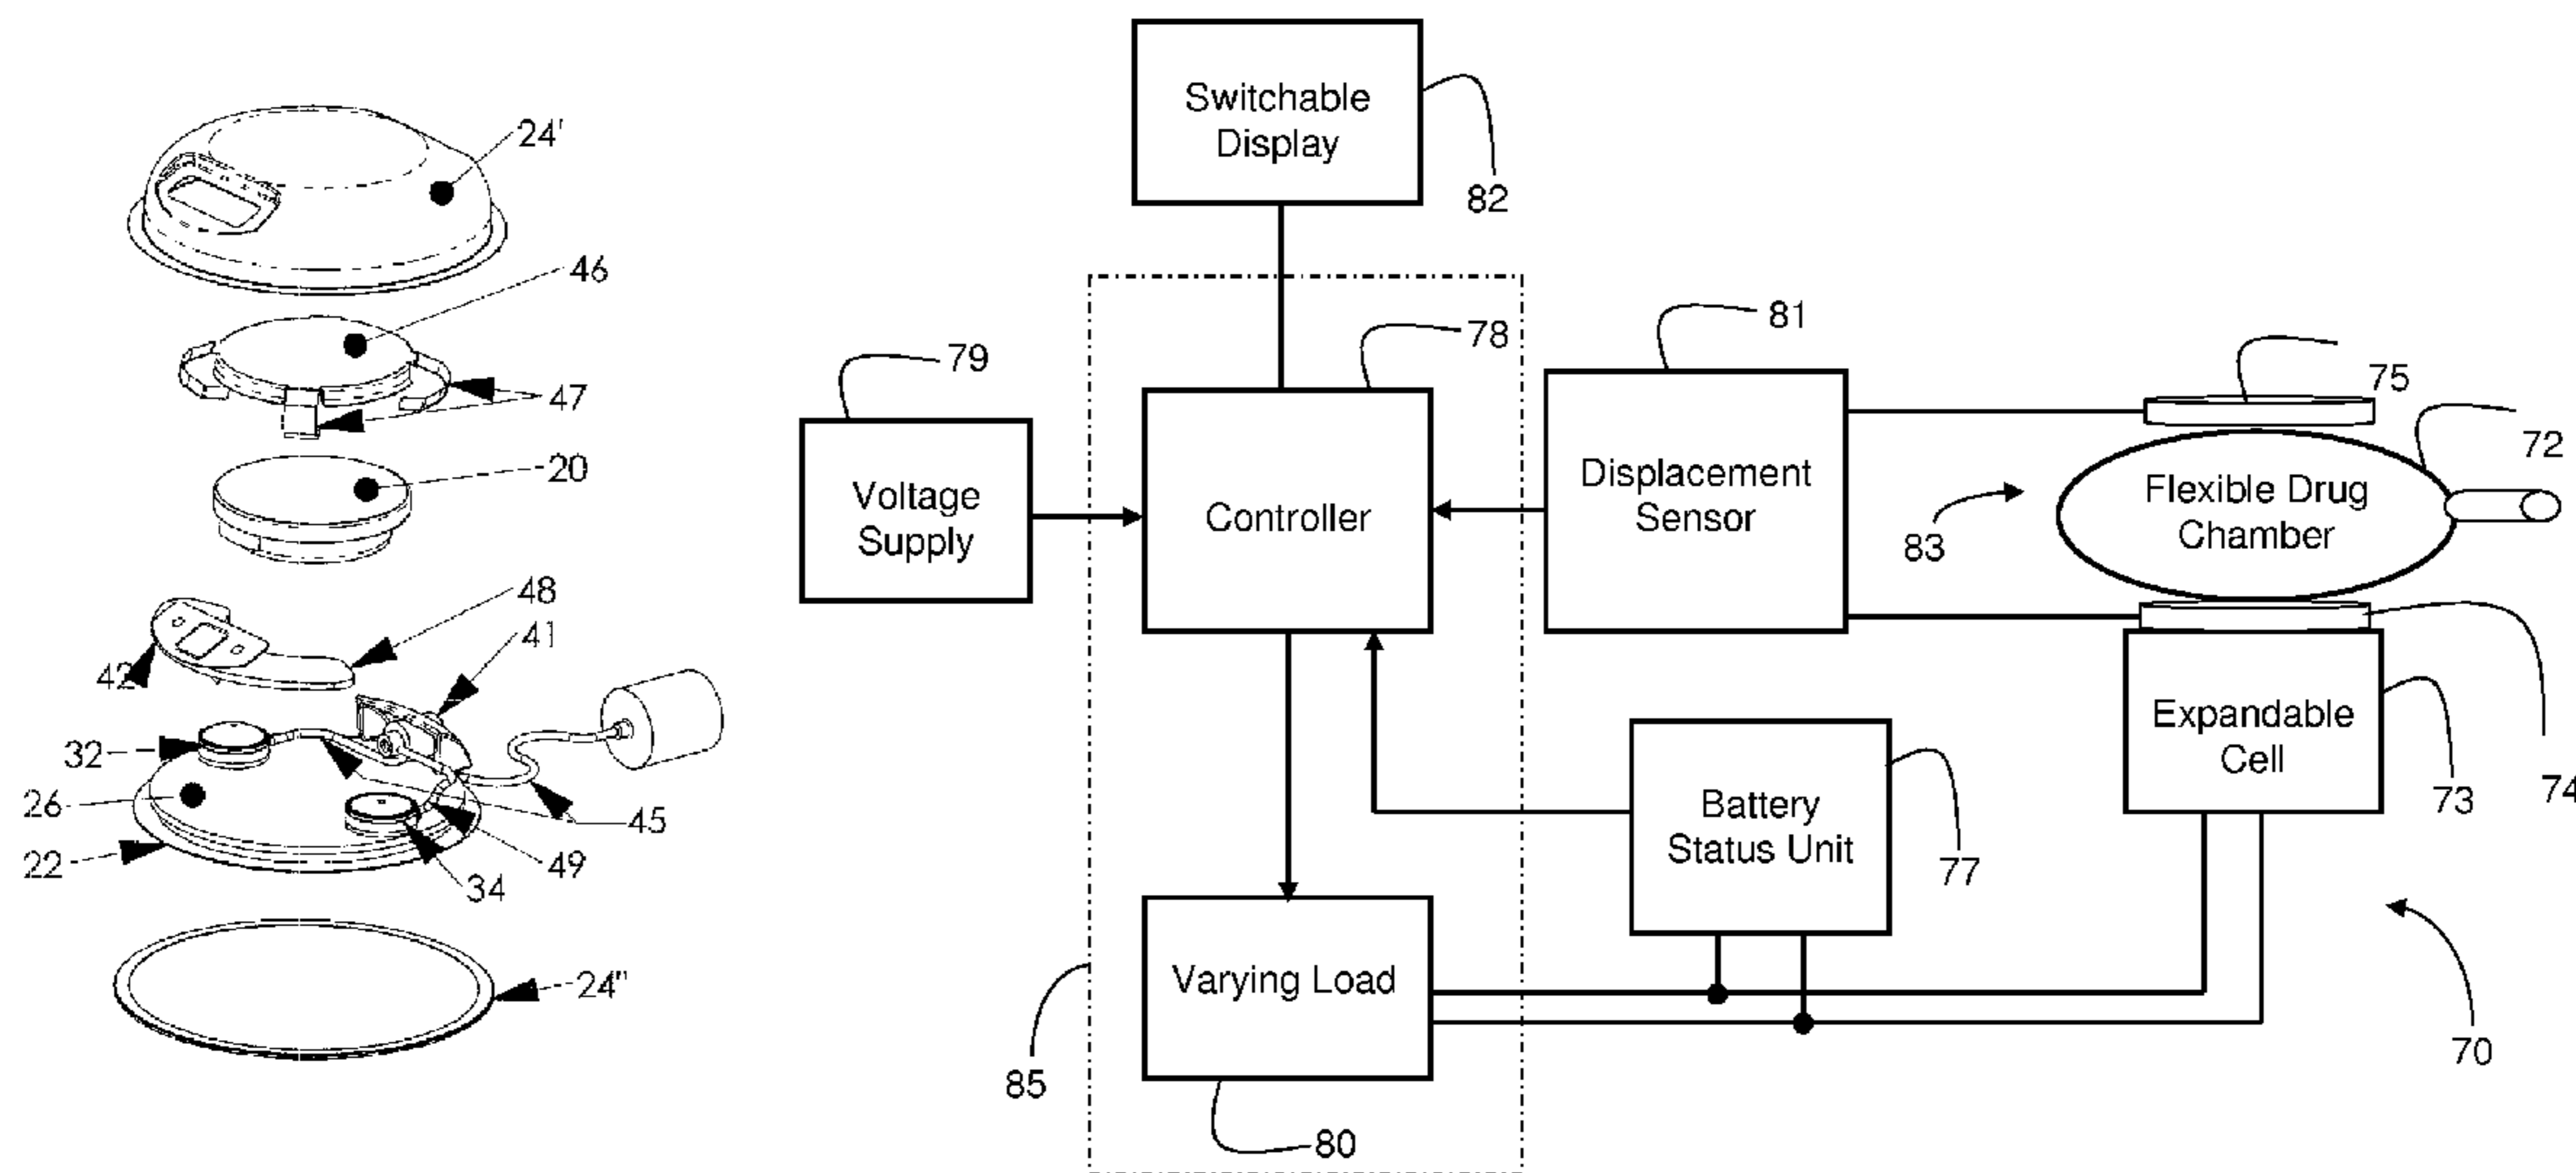 24'
46
47
20
48
41
42
32
26
45
22
49
34
24"
Switchable
Display
82
78
81
79
75
72
Voltage
Supply
Controller
Displacement
Sensor
83
Flexible Drug
Chamber
Expandable
Cell
73
74
Battery
Status Unit
77
Varying Load
85
80
70